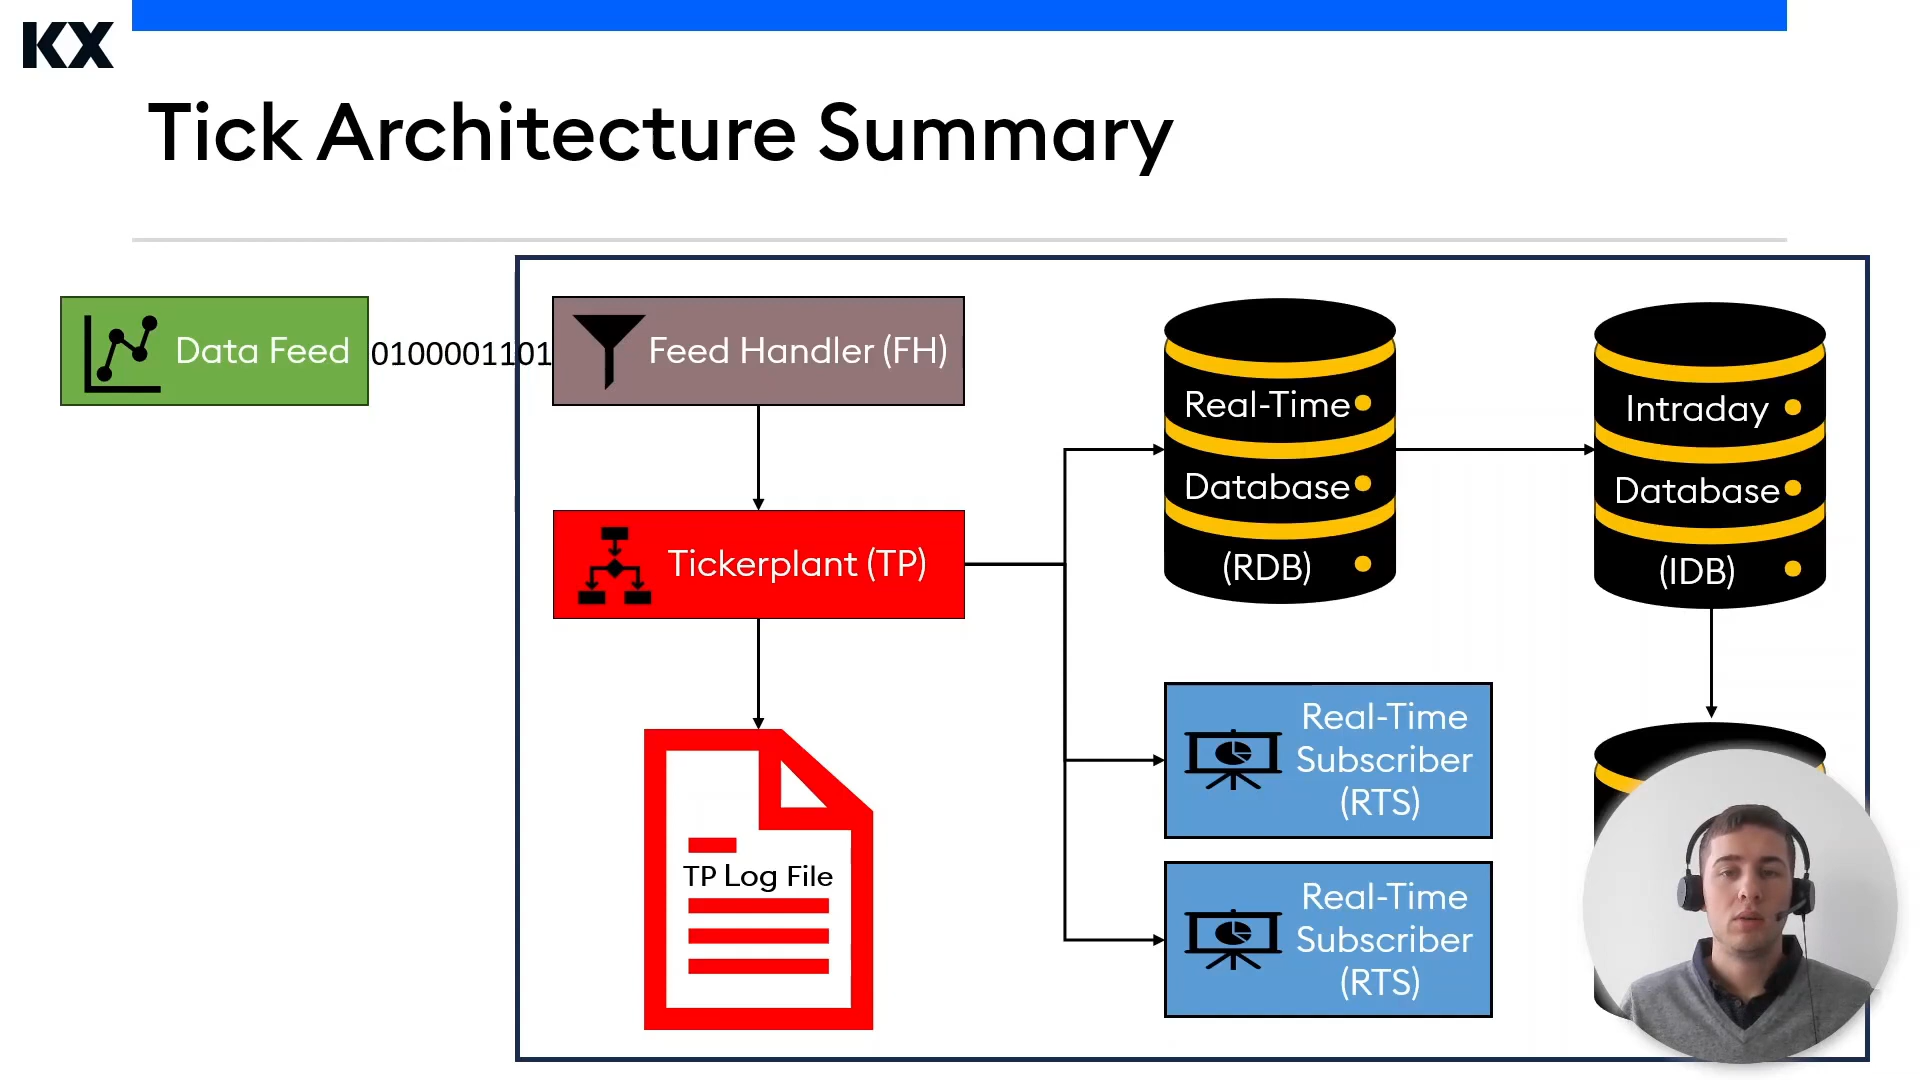 KX
Tick Architecture Summary
Data Feed
0100001101
Feed Handler (FH)
Tickerplant (TP)
TP Log File
Real-Time
Database
(RDB)
Intraday
Database
(IDB)
Real-Time
Subscriber
(RTS)
Real-Time
Subscriber
(RTS)